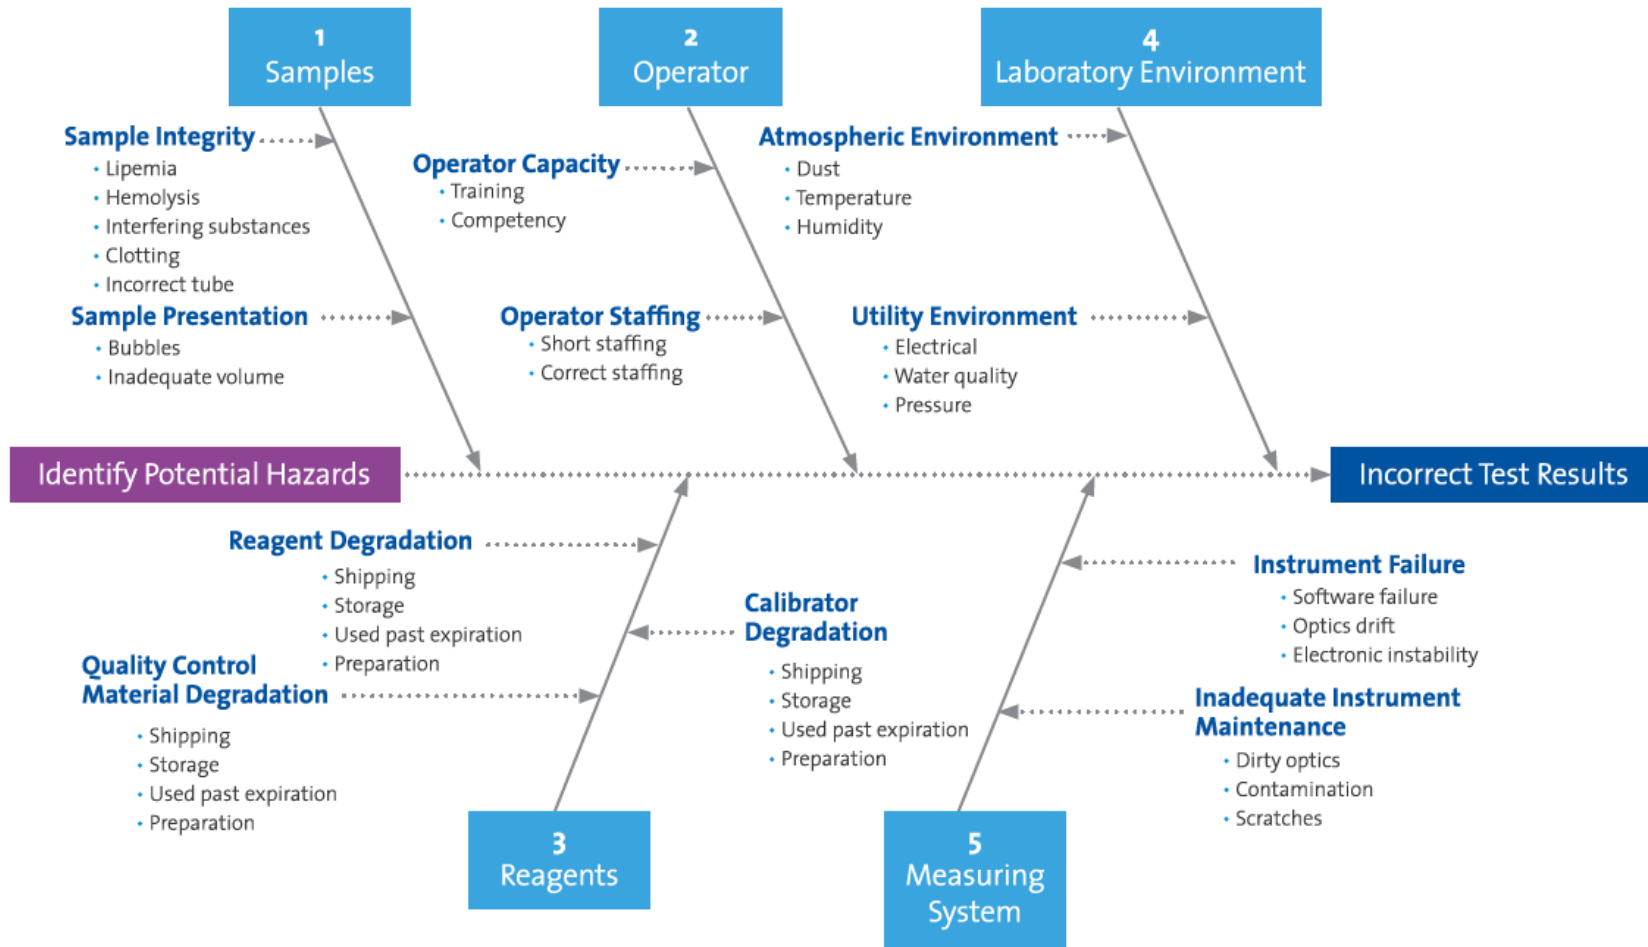 1
Samples
2
Operator
4
Laboratory Environment
Sample Integrity
• Lipemia
• Hemolysis
• Interfering substances
• Clotting
• Incorrect tube
Sample Presentation
• Bubbles
• Inadequate volume
Operator Capacity
• Training
• Competency
Operator Staffing
• Short staffing
• Correct staffing
Atmospheric Environment
• Dust
• Temperature
• Humidity
Utility Environment
• Electrical
• Water quality
• Pressure
Identify Potential Hazards
Incorrect Test Results
Reagent Degradation
• Shipping
• Storage
• Used past expiration
• Preparation
Quality Control
Material Degradation
• Shipping
• Storage
• Used past expiration
• Preparation
Calibrator
Degradation
• Shipping
• Storage
• Used past expiration
• Preparation
Instrument Failure
• Software failure
• Optics drift
• Electronic instability
Inadequate Instrument
Maintenance
• Dirty optics
• Contamination
• Scratches
3
Reagents
5
Measuring
System